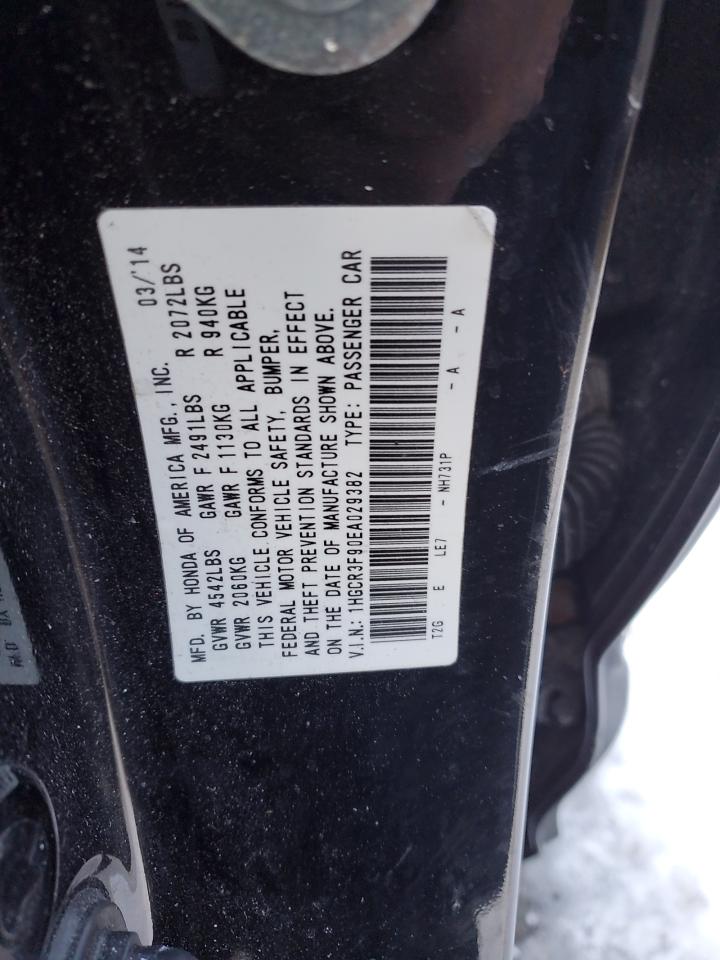 MFD. BY HONDA OF AMERICA MFG., INC. 03/'14
GVWR 4542LBS GAWR F 2491LBS R 2072LBS
GVWR 2060KG GAWR F 1130KG R 940KG
THIS VEHICLE CONFORMS TO ALL APPLICABLE
FEDERAL MOTOR VEHICLE SAFETY, BUMPER,
AND THEFT PREVENTION STANDARDS IN EFFECT
ON THE DATE OF MANUFACTURE SHOWN ABOVE.
V.I.N.: 1HGCR3F90EA029382 TYPE: PASSENGER CAR
T2G E LE7 - NH731P - A - A